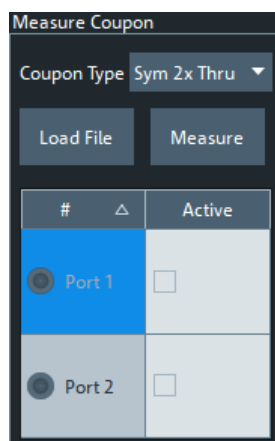 Measure Coupon
Coupon Type Sym 2x Thru
Load File Measure
# Active
Port 1
Port 2